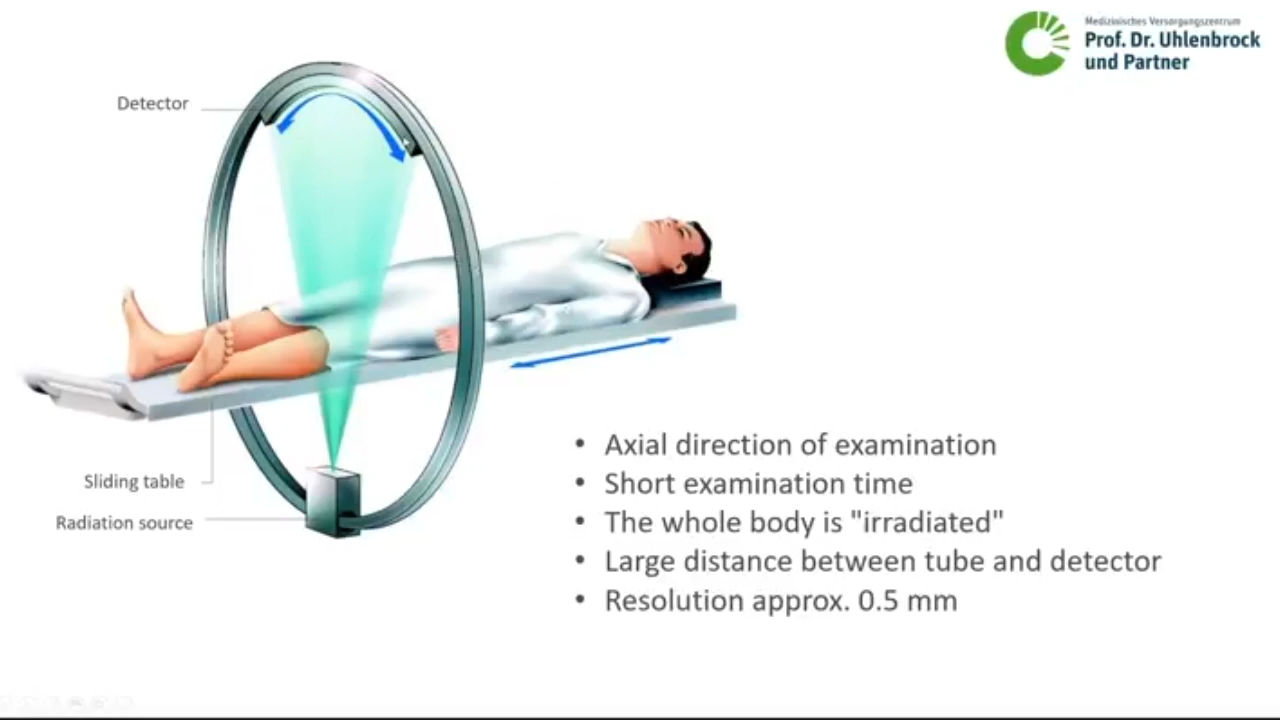 Medizinisches Versorgungszentrum
Prof. Dr. Uhlenbrock
und Partner
Detector
Sliding table
Radiation source
• Axial direction of examination
• Short examination time
• The whole body is "irradiated"
• Large distance between tube and detector
• Resolution approx. 0.5 mm